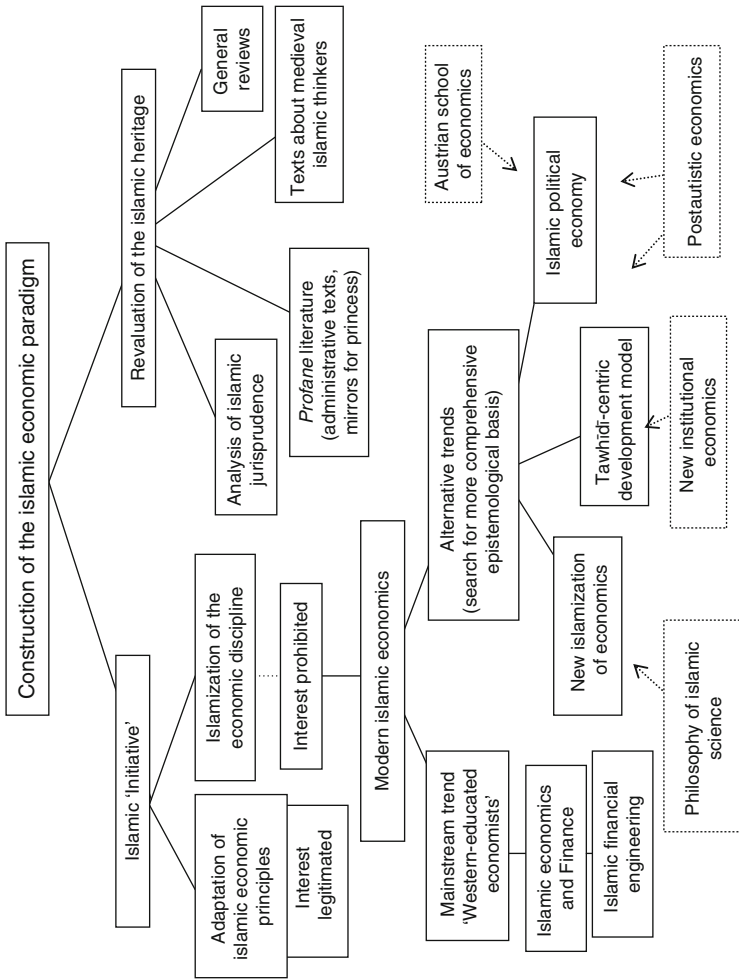 Construction of the islamic economic paradigm
Islamic 'Initiative'
Revaluation of the islamic heritage
Adaptation of
islamic economic
principles
Interest
legitimated
Islamization of the
economic discipline
Interest prohibited
Analysis of islamic
jurisprudence
Profane literature
(administrative texts,
mirrors for princess)
Texts about medieval
islamic thinkers
General
reviews
Modern islamic economics
Mainstream trend
'Western-educated
economists'
Islamic economics
and Finance
Islamic financial
engineering
Alternative trends
(search for more comprehensive
epistemological basis)
New islamization
of economics
Tawhīdī-centric
development model
Islamic political
economy
Austrian school
of economics
Philosophy of islamic
science
New institutional
economics
Postautistic economics